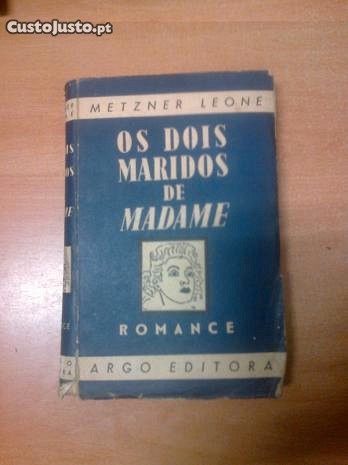 CustoJusto.pt
METZNER LEONE
OS DOIS
MARIDOS
DE
MADAME
ROMANCE
ARGO EDITORA